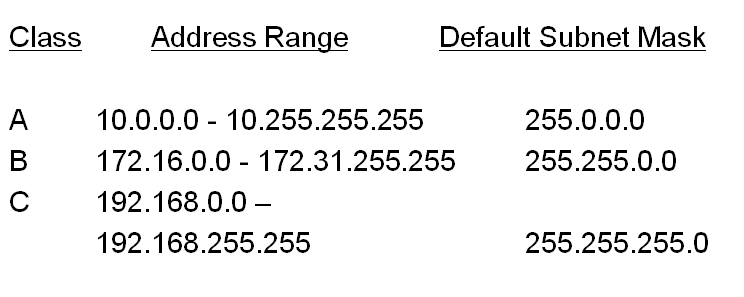 Class Address Range Default Subnet Mask
A 10.0.0.0 - 10.255.255.255 255.0.0.0
B 172.16.0.0 - 172.31.255.255 255.255.0.0
C 192.168.0.0 –
192.168.255.255 255.255.255.0